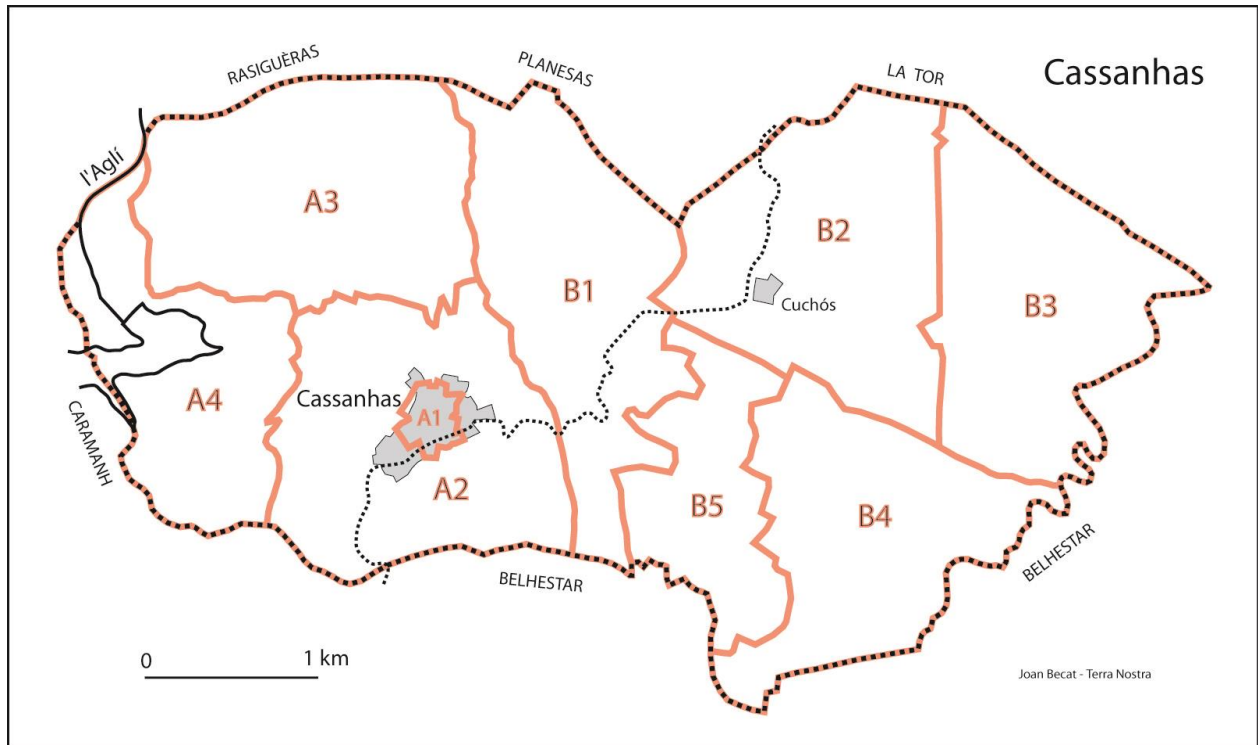 Cassanhas
RASIGUÈRAS
PLANESAS
LA TOR
l'Aglí
A3
B2
B1
B3
Cuchós
Cassanhas
A4
A1
CARAMANH
A2
B5
B4
BELHESTAR
BELHESTAR
0 1 km
Joan Becat - Terra Nostra